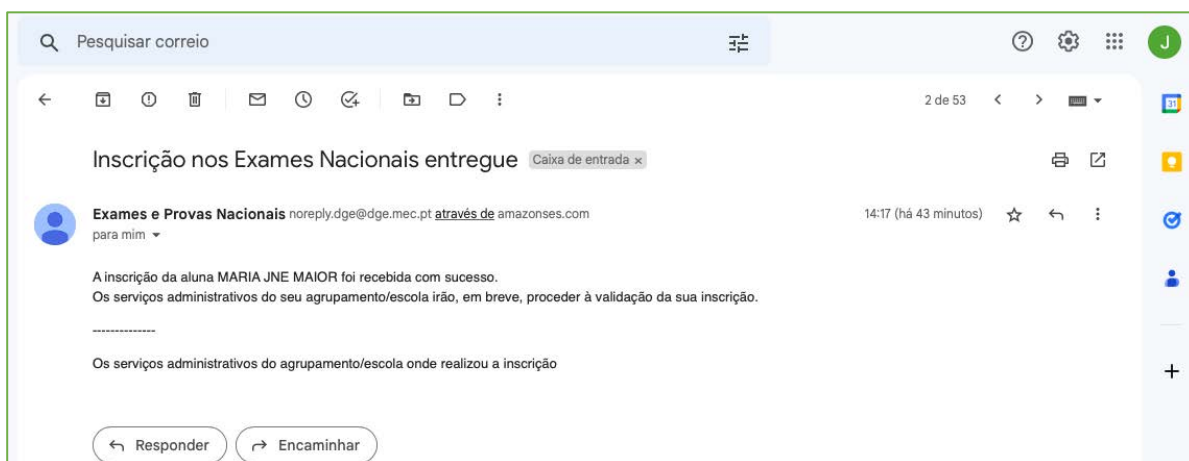 Pesquisar correio
J
2 de 53
31
Inscrição nos Exames Nacionais entregue Caixa de entrada ×
Exames e Provas Nacionais noreply.dge@dge.mec.pt através de amazonses.com
14:17 (há 43 minutos)
para mim
A inscrição da aluna MARIA JNE MAIOR foi recebida com sucesso.
Os serviços administrativos do seu agrupamento/escola irão, em breve, proceder à validação da sua inscrição.
--------------
Os serviços administrativos do agrupamento/escola onde realizou a inscrição
Responder
Encaminhar